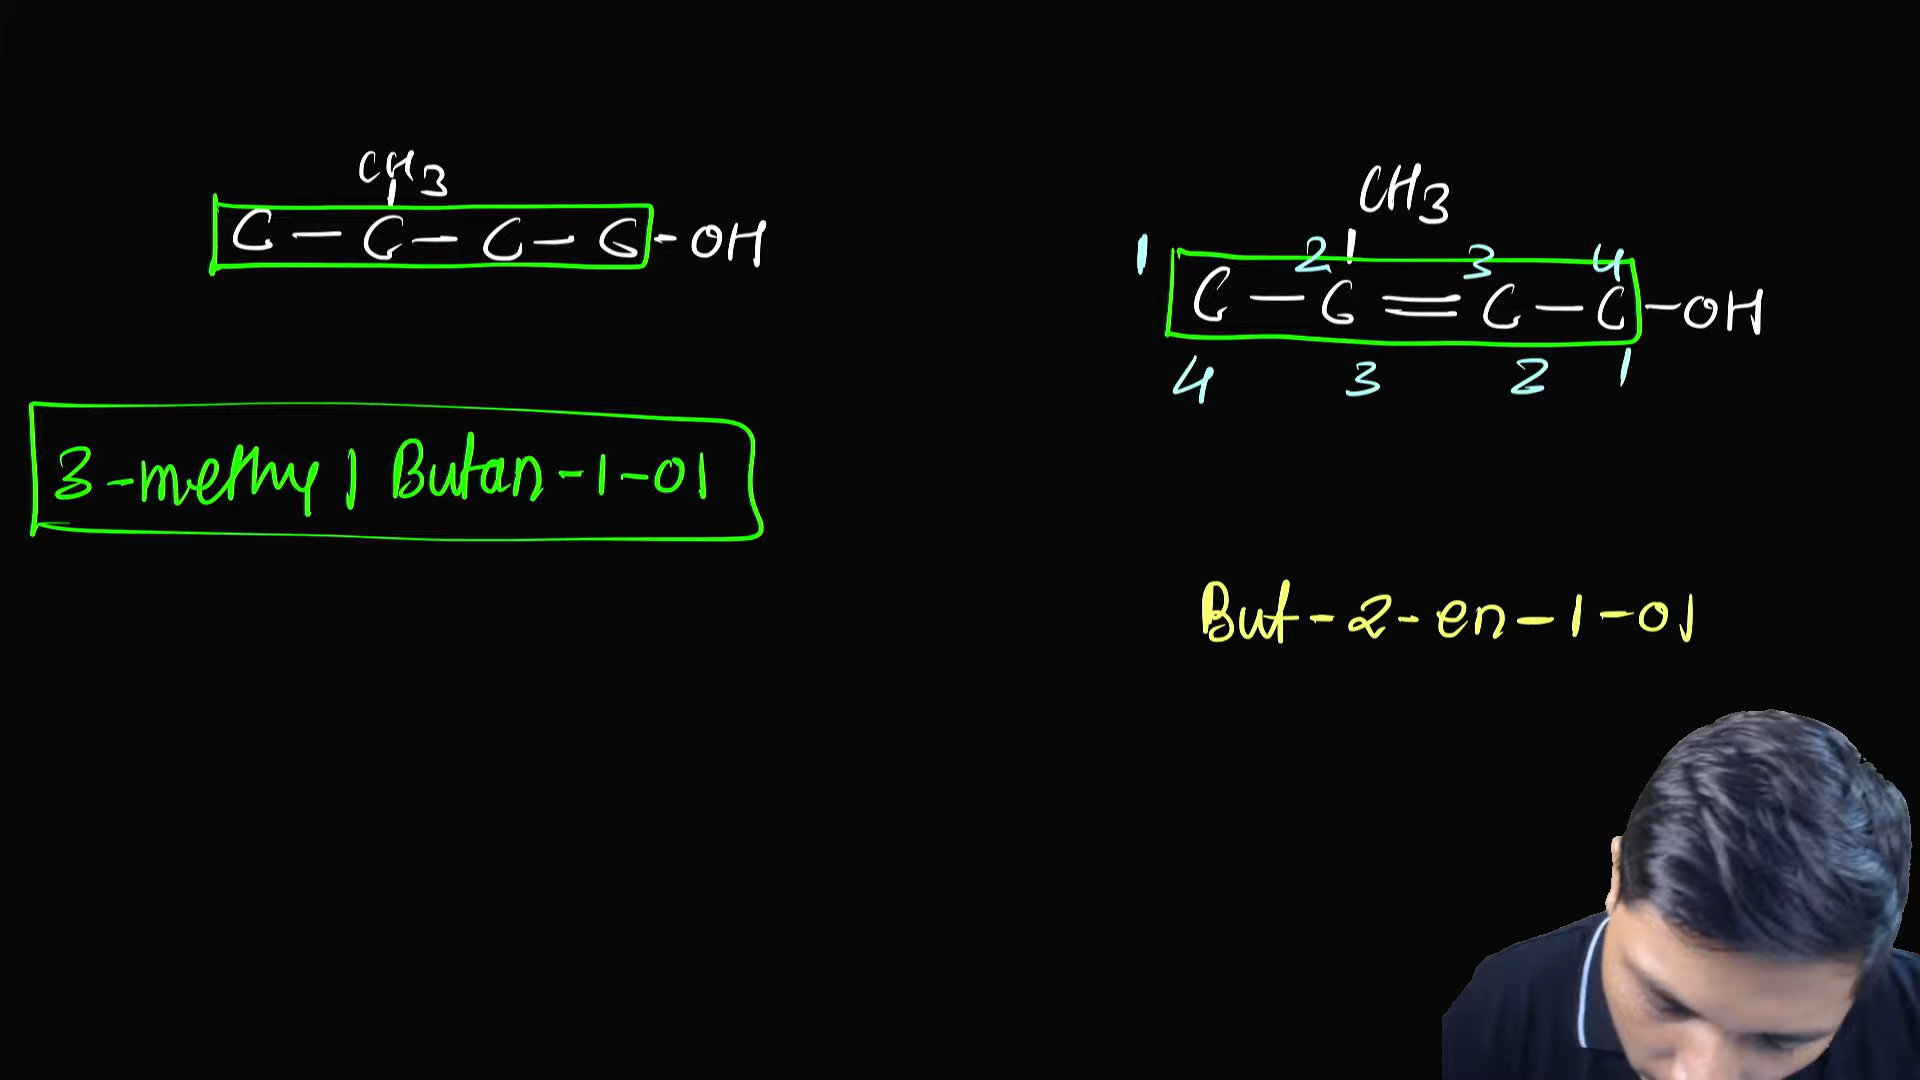 CH3
C - C - C - C - OH
3-methyl Butan-1-ol
CH3
1 2 3 4
C - C = C - C - OH
4 3 2 1
But-2-en-1-ol